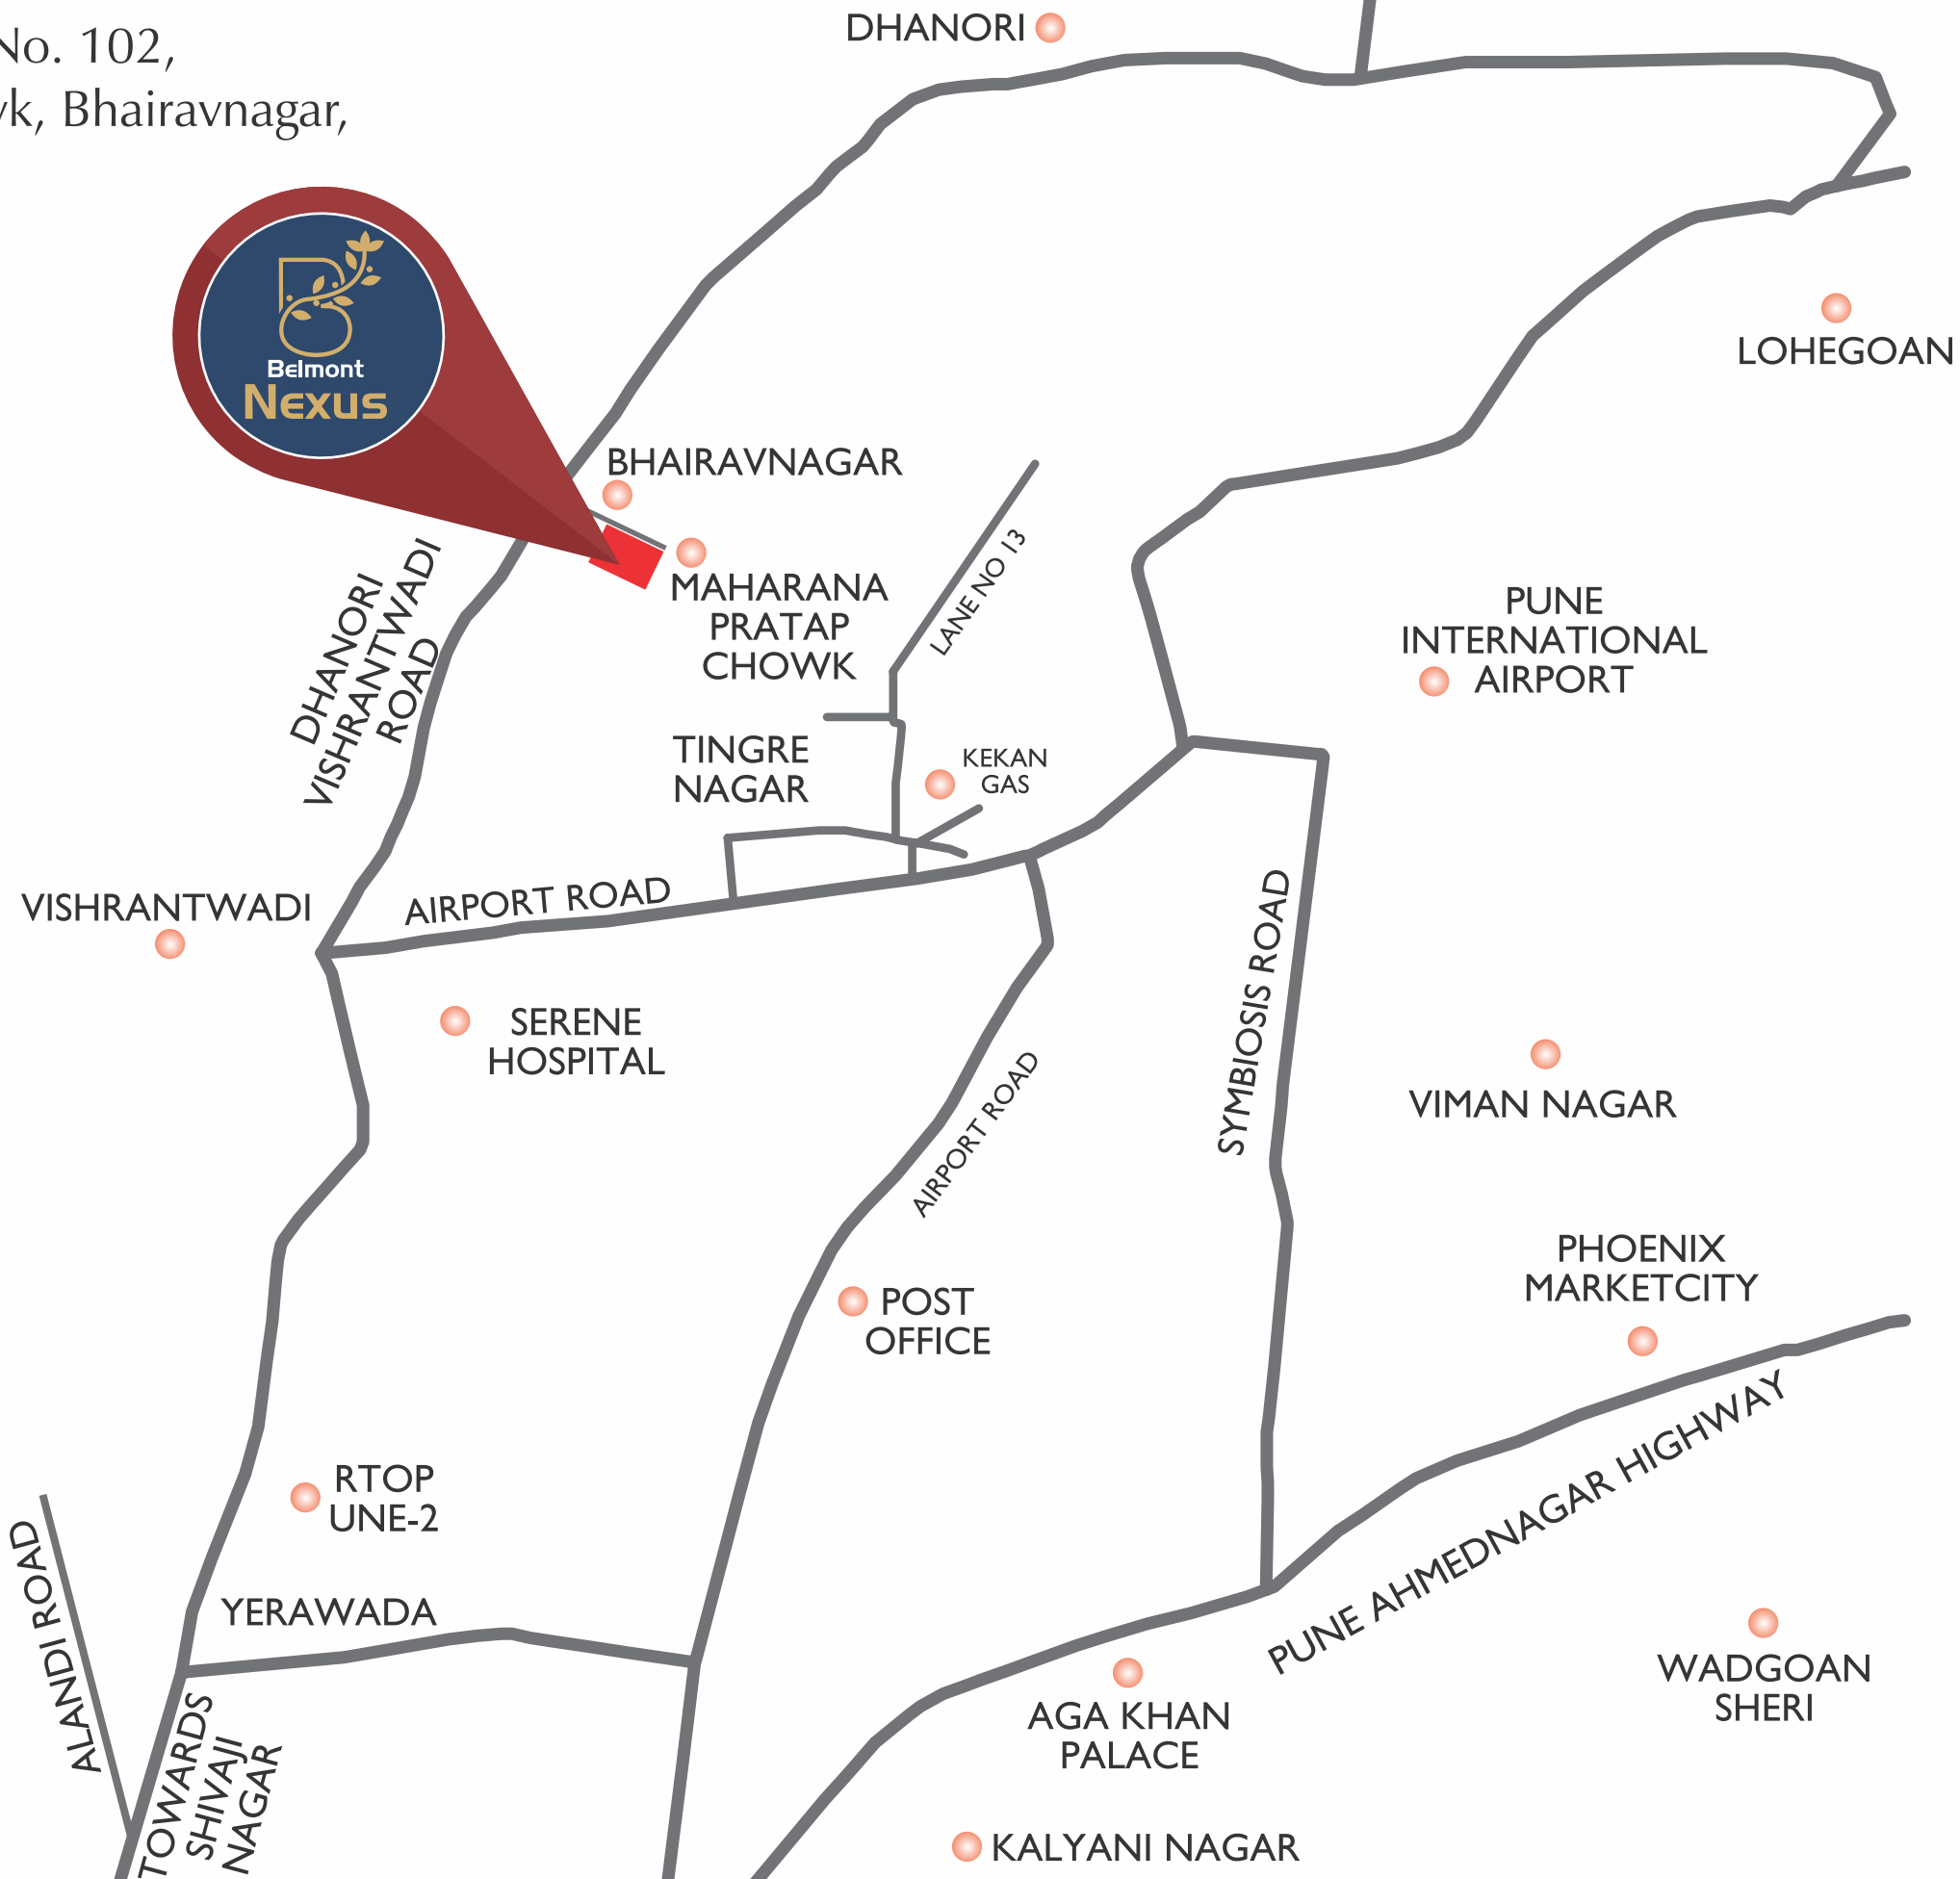 No. 102,
Bhairavnagar,
DHANORI
Belmont
Nexus
LOHEGOAN
BHAIRAVNAGAR
MAHARANA
PRATAP
CHOWK
LANE NO 13
DHANORI
VISHRANTWADI
ROAD
PUNE
INTERNATIONAL
AIRPORT
TINGRE
NAGAR
KEKAN
GAS
VISHRANTWADI
AIRPORT ROAD
SERENE
HOSPITAL
SYMBIOSIS ROAD
AIRPORT ROAD
VIMAN NAGAR
POST
OFFICE
PHOENIX
MARKETCITY
RTOP
UNE-2
PUNE AHMEDNAGAR HIGHWAY
ALANDI ROAD
YERAWADA
TOWARDS
SHIVAJI
NAGAR
AGA KHAN
PALACE
WADGOAN
SHERI
KALYANI NAGAR